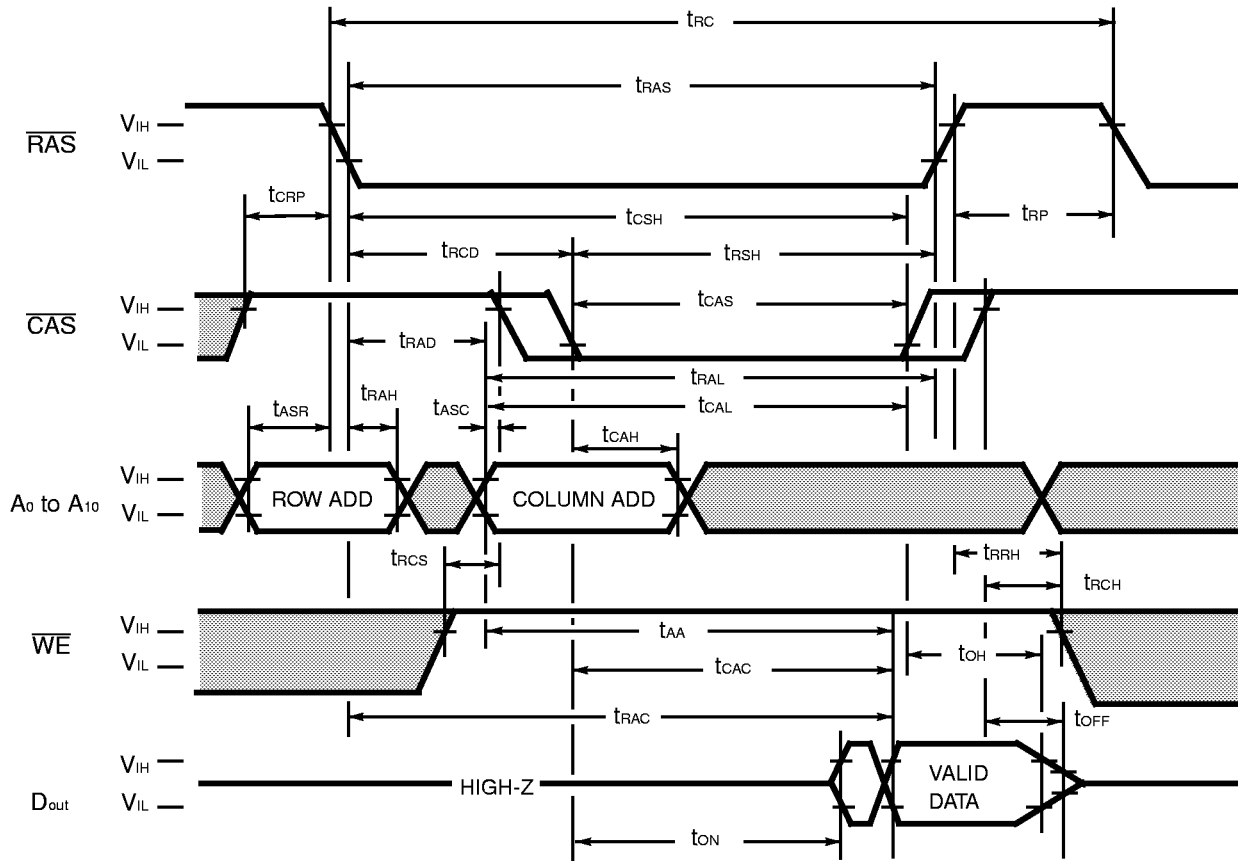 tRC
tRAS
RAS
VIH
VIL
tCRP
tCSH
tRP
tRCD
tRSH
CAS
VIH
VIL
tCAS
tRAD
tRAL
tASR
tRAH
tASC
tCAL
tCAH
A0 to A10
VIH
VIL
ROW ADD
COLUMN ADD
tRCS
tRRH
tRCH
WE
VIH
VIL
tAA
tOH
tCAC
tRAC
tOFF
Dout
VIH
VIL
HIGH-Z
VALID
DATA
tON